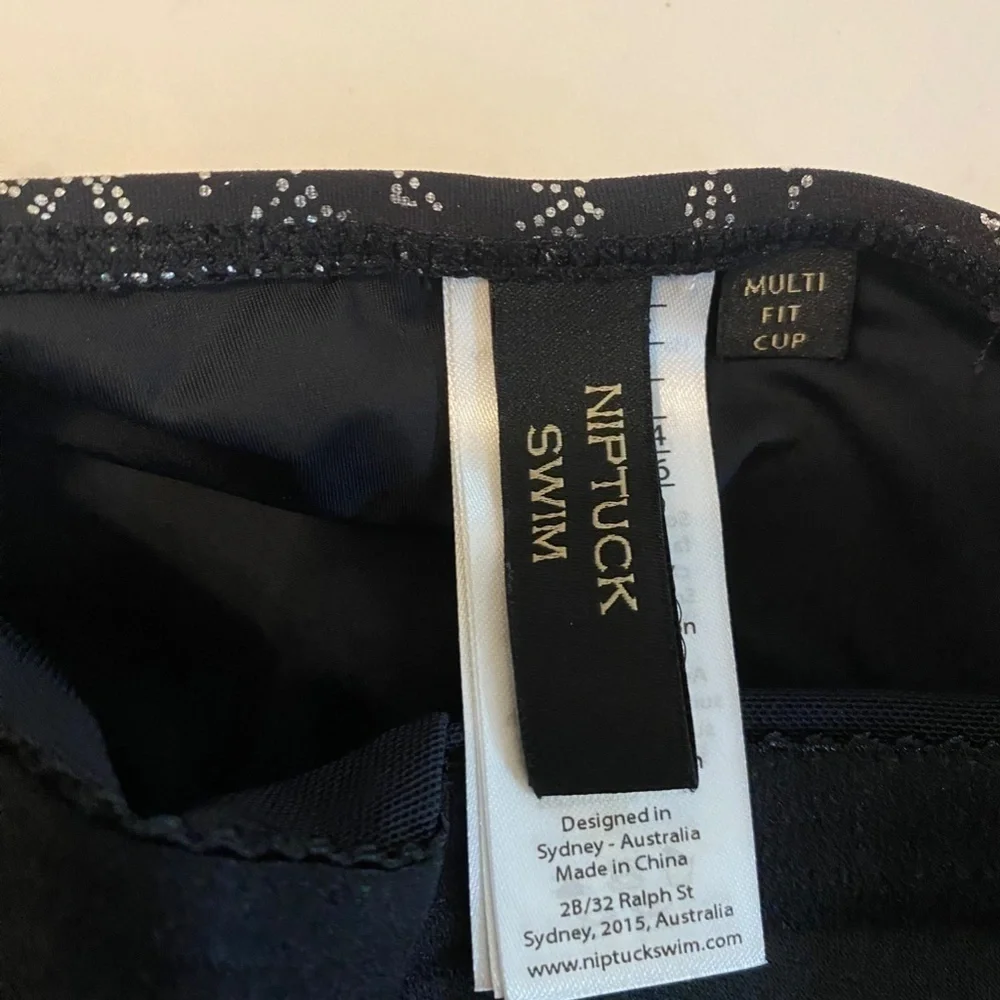 MULTI
FIT
CUP
NIPTUCK
SWIM
Designed in
Sydney - Australia
Made in China
2B/32 Ralph St
Sydney, 2015, Australia
www.niptuckswim.com